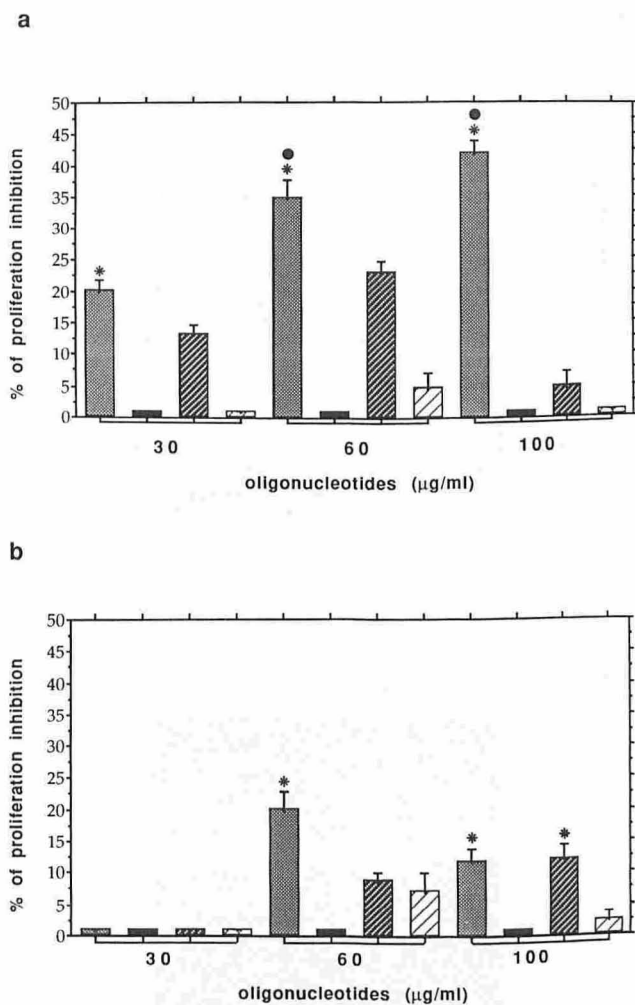 a
50
45
40
35
30
25
20
15
10
5
0
% of proliferation inhibition
* * ● * ●
30 60 100
oligonucleotides (µg/ml)
b
50
45
40
35
30
25
20
15
10
5
0
% of proliferation inhibition
* * *
30 60 100
oligonucleotides (µg/ml)